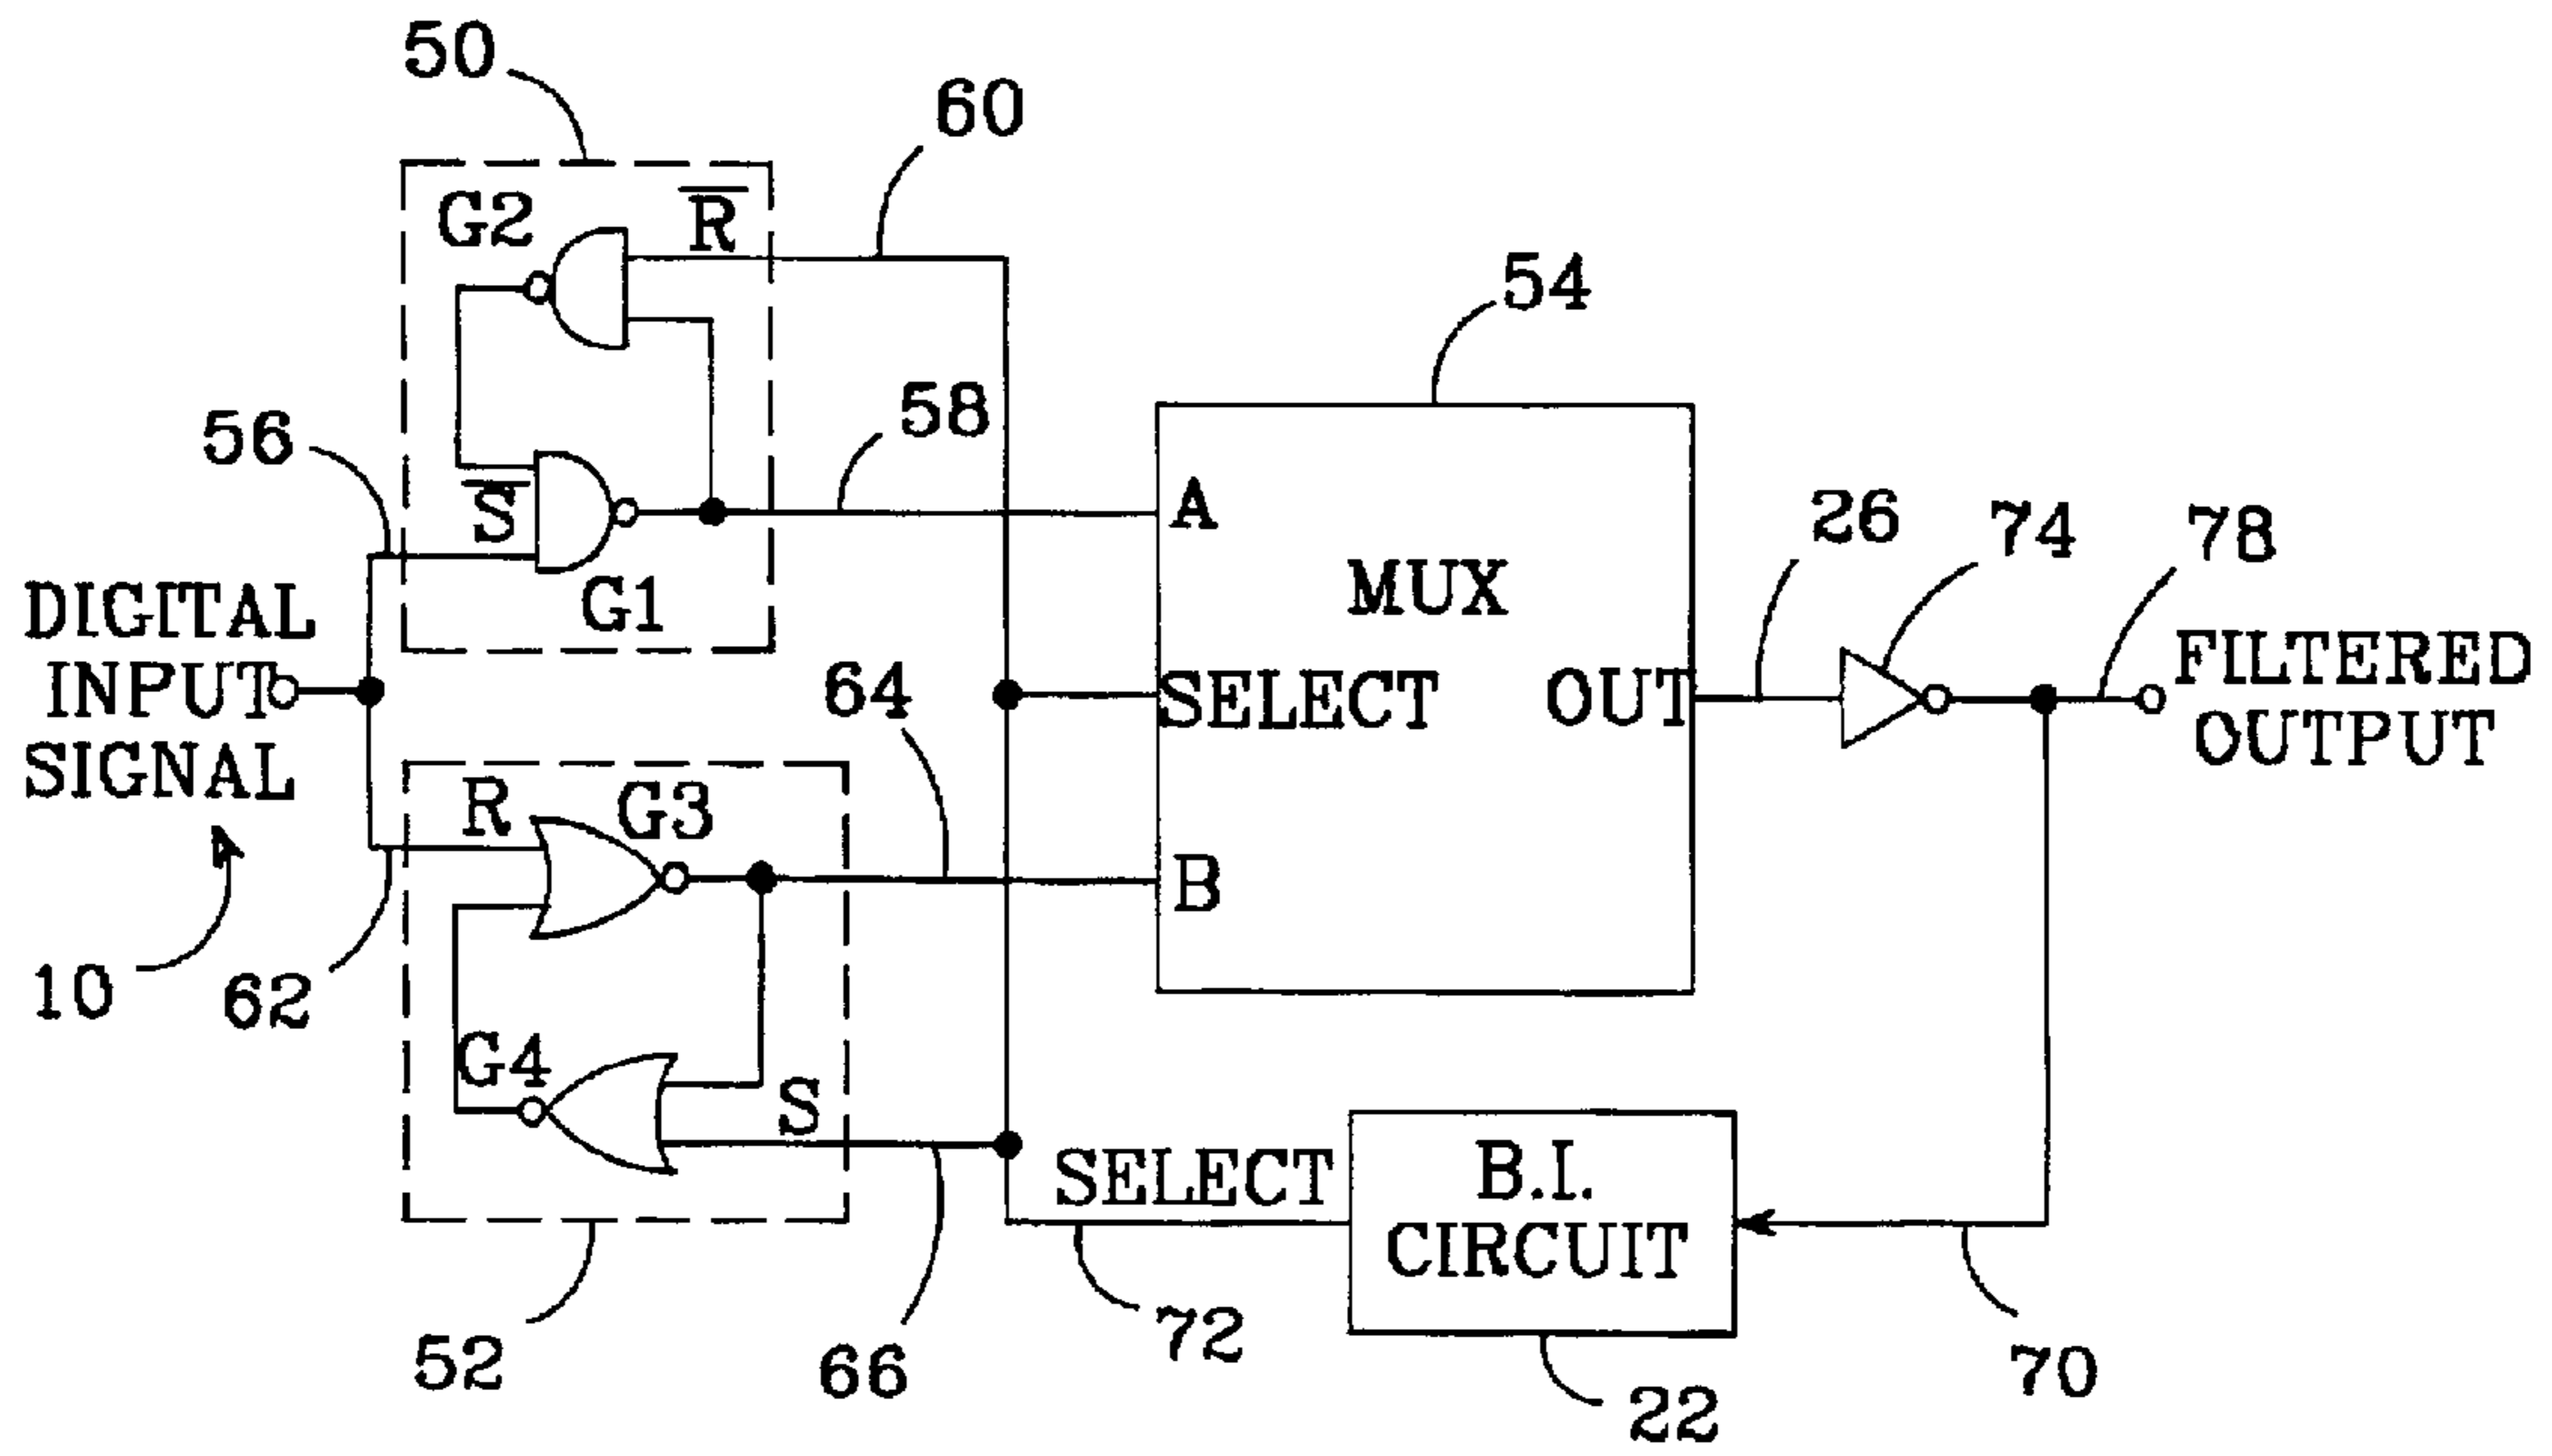 50
60
G2
R̅
54
56
58
S̅
A
26
74
78
DIGITAL
INPUT
SIGNAL
G1
MUX
FILTERED
OUTPUT
64
SELECT
OUT
R
G3
B
10
62
G4
S
SELECT
B.I.
CIRCUIT
52
66
72
22
70